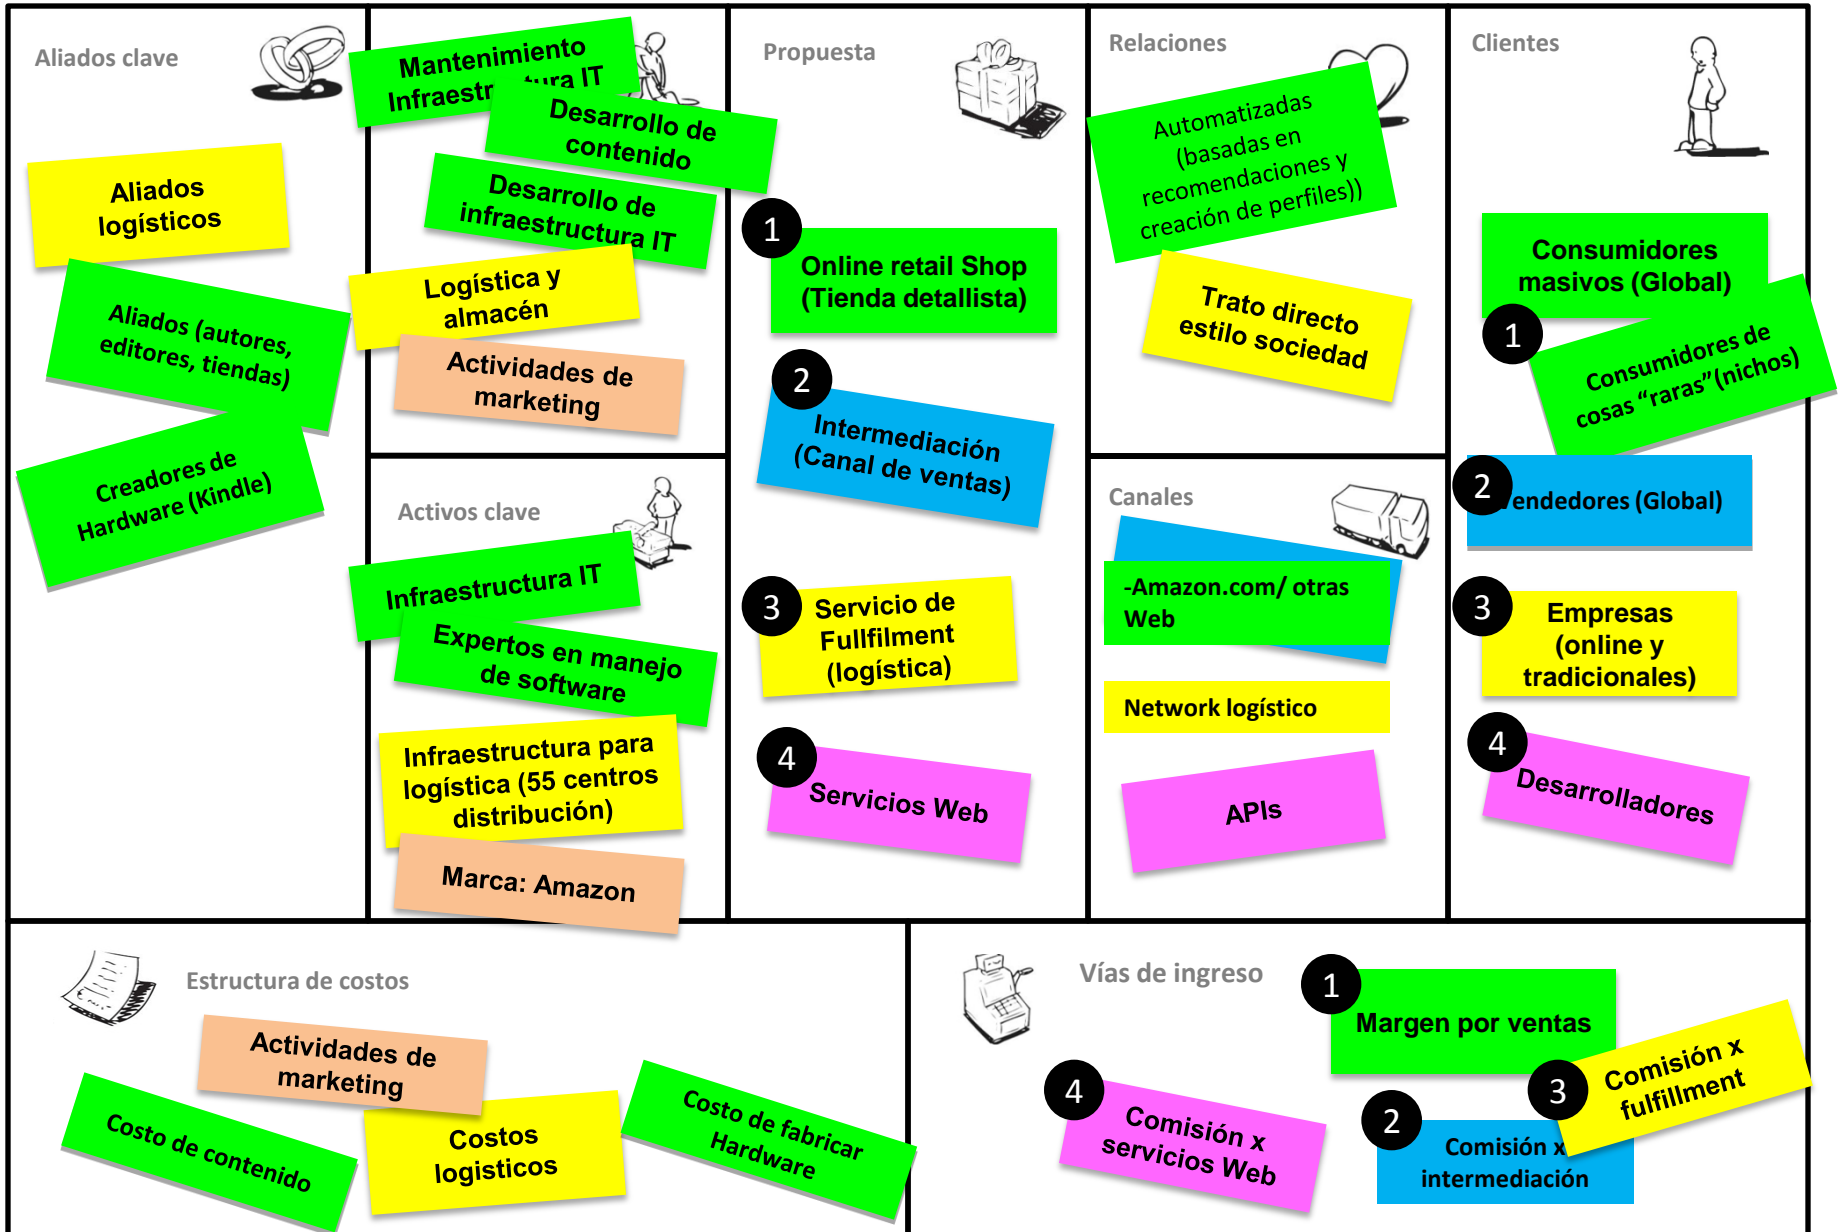 Aliados clave
Aliados
logísticos
Aliados (autores,
editores, tiendas)
Creadores de
Hardware (Kindle)
Mantenimiento
Infraestr tura IT
Desarrollo de
contenido
Desarrollo de
infraestructura IT
Logística y
almacén
Actividades de
marketing
Activos clave
Infraestructura IT
Expertos en manejo
de software
Infraestructura para
logística (55 centros
distribución)
Marca: Amazon
Propuesta
1
Online retail Shop
(Tienda detallista)
2
Intermediación
(Canal de ventas)
3
Servicio de
Fullfilment
(logística)
4
Servicios Web
Relaciones
Automatizadas
(basadas en
recomendaciones y
creación de perfiles))
Trato directo
estilo sociedad
Canales
-Amazon.com/ otras
Web
Network logístico
APIs
Clientes
Consumidores
masivos (Global)
1
Consumidores de
cosas “raras”(nichos)
2
endedores (Global)
3
Empresas
(online y
tradicionales)
4
Desarrolladores
Estructura de costos
Actividades de
marketing
Costo de contenido
Costos
logisticos
Costo de fabricar
Hardware
Vías de ingreso
1
Margen por ventas
3
Comisión x
fulfillment
4
Comisión x
servicios Web
2
Comisión x
intermediación